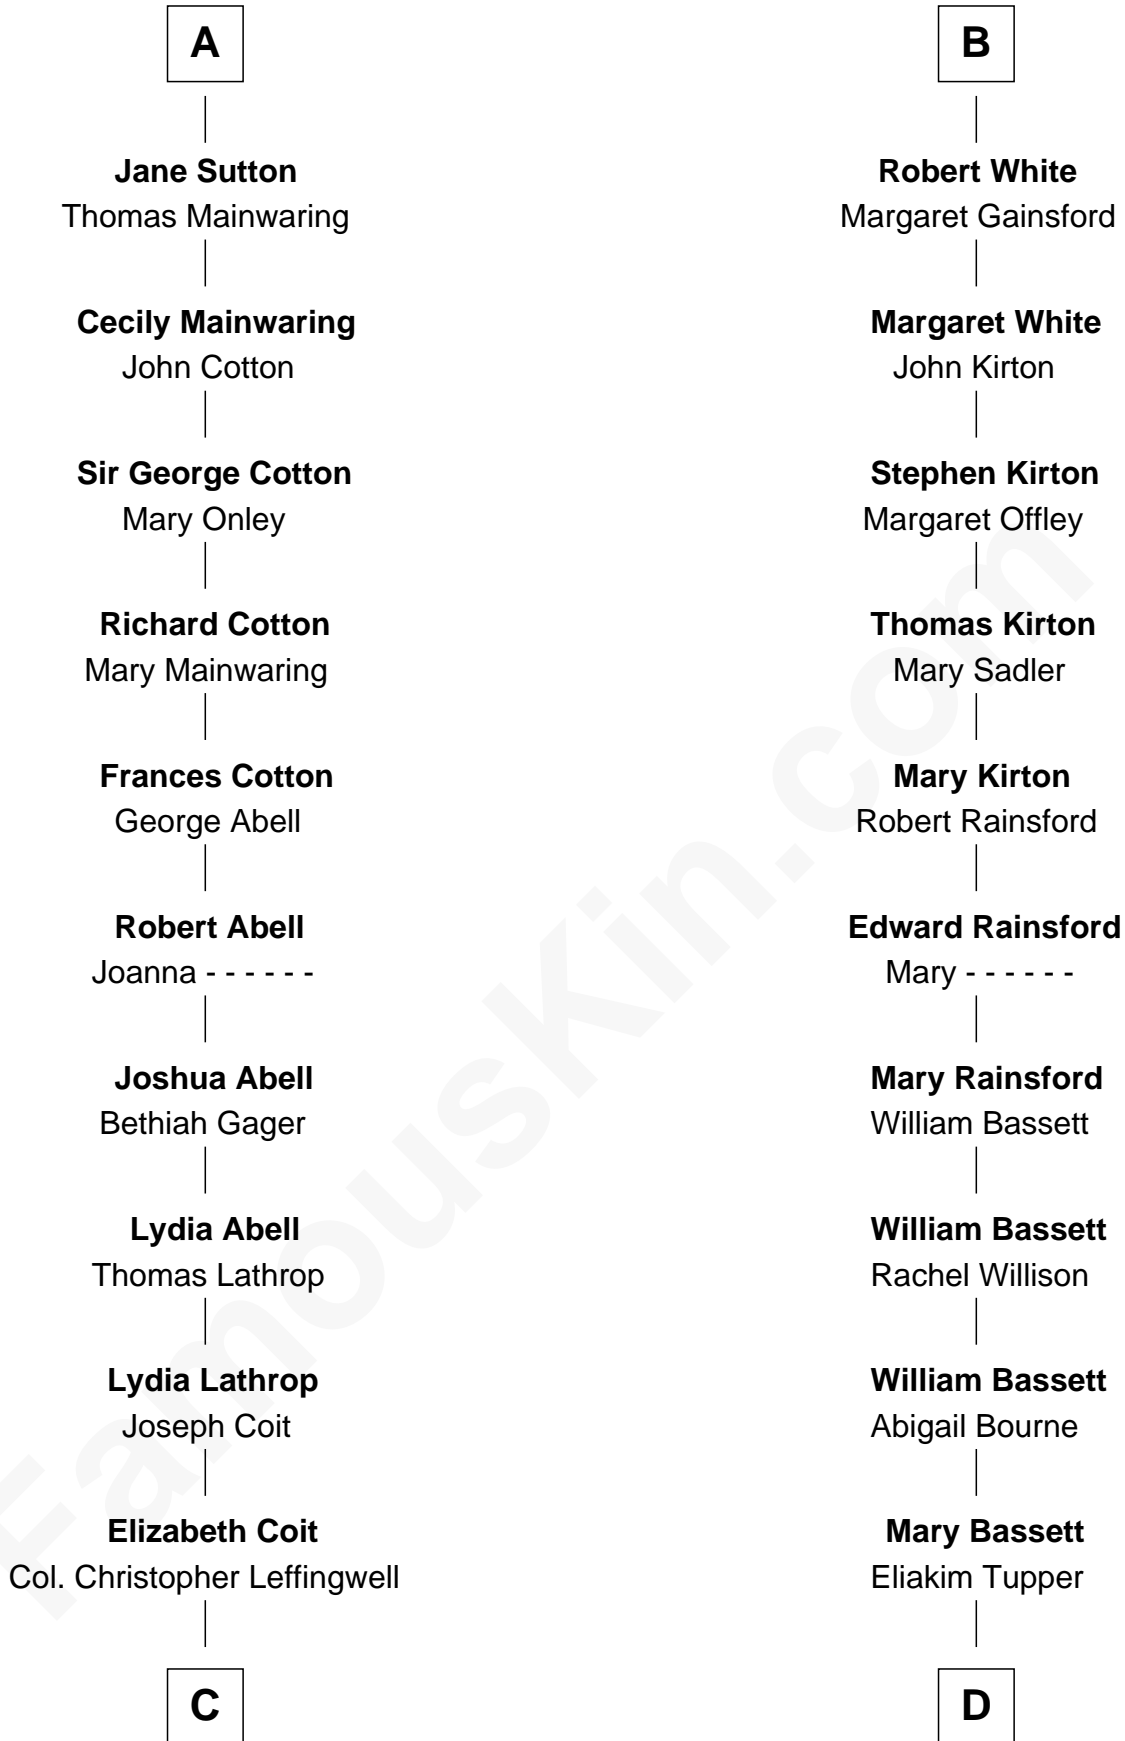 A
Jane Sutton
Thomas Mainwaring
Cecily Mainwaring
John Cotton
Sir George Cotton
Mary Onley
Richard Cotton
Mary Mainwaring
Frances Cotton
George Abell
Robert Abell
Joanna - - - - - -
Joshua Abell
Bethiah Gager
Lydia Abell
Thomas Lathrop
Lydia Lathrop
Joseph Coit
Elizabeth Coit
Col. Christopher Leffingwell
C
B
Robert White
Margaret Gainsford
Margaret White
John Kirton
Stephen Kirton
Margaret Offley
Thomas Kirton
Mary Sadler
Mary Kirton
Robert Rainsford
Edward Rainsford
Mary - - - - - -
Mary Rainsford
William Bassett
William Bassett
Rachel Willison
William Bassett
Abigail Bourne
Mary Bassett
Eliakim Tupper
D
FamousKin.com